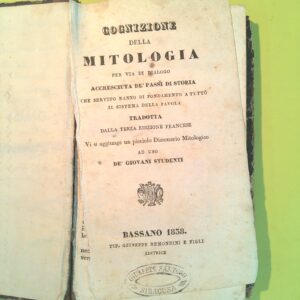 COGNIZIONE
DELLA
MITOLOGIA
PER VIA DI DIALOGO
ACCRESCIUTA DE' PASSI DI STORIA
CHE SERVITO HANNO DI FONDAMENTO A TUTTO
IL SISTEMA DELLA FAVOLA
TRADOTTA
DALLA TERZA EDIZIONE FRANCESE
Vi s' aggiunge un picciolo Dizionario Mitologico
AD USO
DE' GIOVANI STUDENTI
BASSANO 1838.
TIP. GIUSEPPE REMONDINI E FIGLI
EDITRICE
SIRACUSA